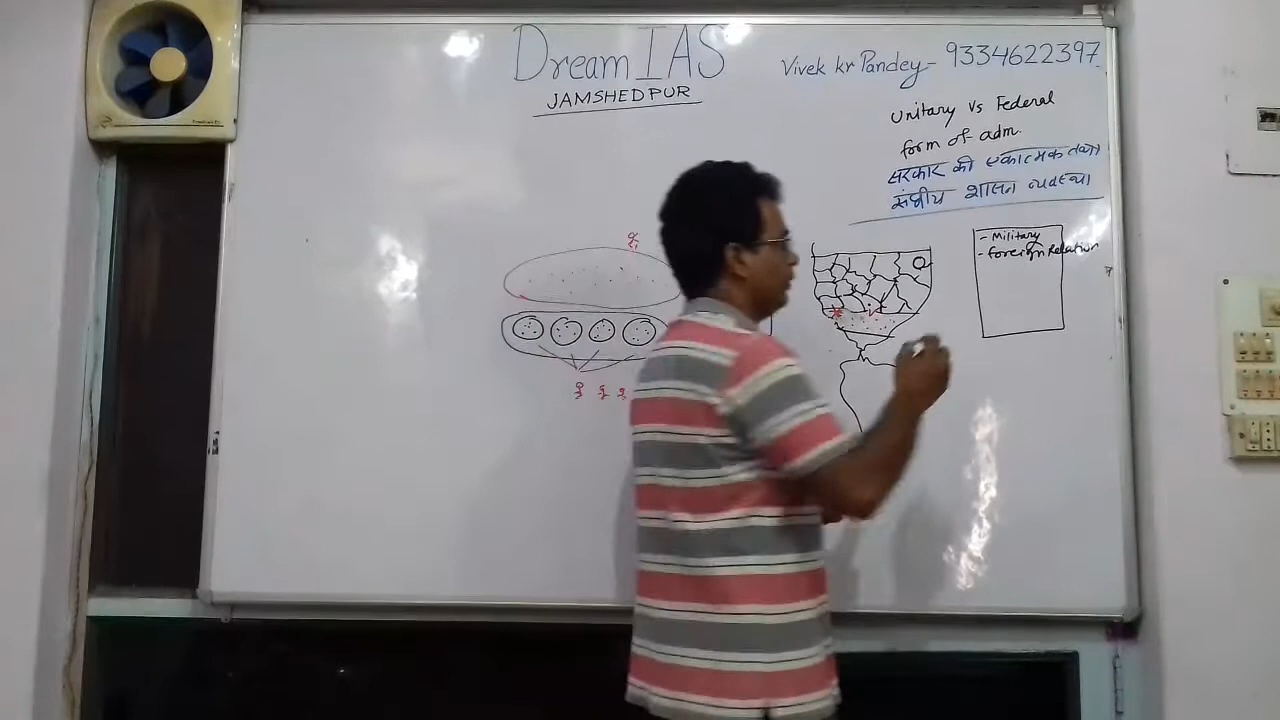 Dream IAS
JAMSHEDPUR
Vivek kr Pandey- 9334622397
Unitary Vs Federal
form of adm.
सरकार की एकात्मक तथा
संघीय शासन व्यवस्था
- Military
- foreign Relation